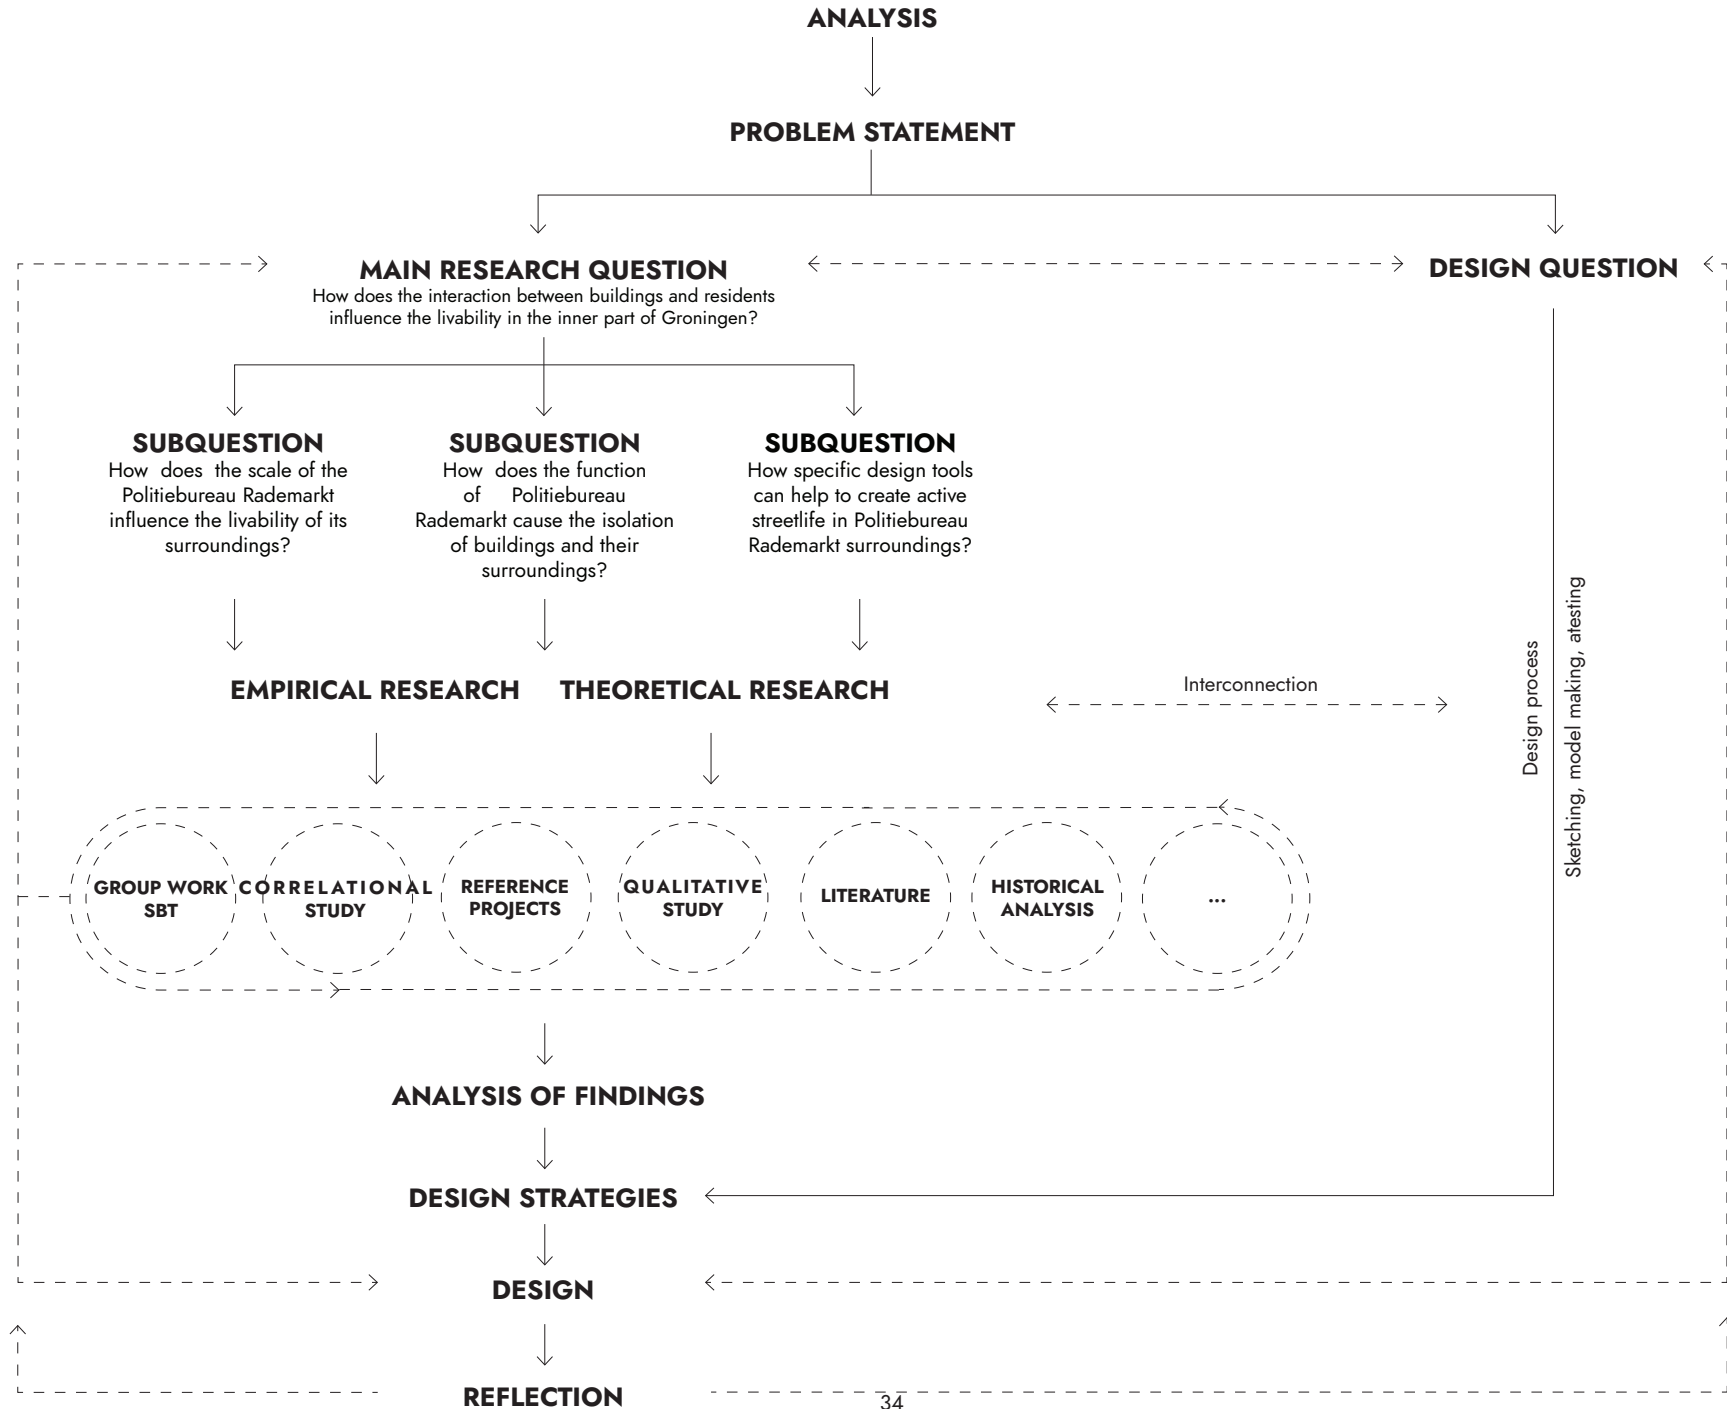 ANALYSIS
PROBLEM STATEMENT
MAIN RESEARCH QUESTION
How does the interaction between buildings and residents
influence the livability in the inner part of Groningen?
DESIGN QUESTION
SUBQUESTION
How does the scale of the
Politiebureau Rademarkt
influence the livability of its
surroundings?
SUBQUESTION
How does the function
of Politiebureau
Rademarkt cause the isolation
of buildings and their
surroundings?
SUBQUESTION
How specific design tools
can help to create active
streetlife in Politiebureau
Rademarkt surroundings?
EMPIRICAL RESEARCH
THEORETICAL RESEARCH
Interconnection
Design process
Sketching, model making, atesting
GROUP WORK
SBT
CORRELATIONAL
STUDY
REFERENCE
PROJECTS
QUALITATIVE
STUDY
LITERATURE
HISTORICAL
ANALYSIS
...
ANALYSIS OF FINDINGS
DESIGN STRATEGIES
DESIGN
REFLECTION
34